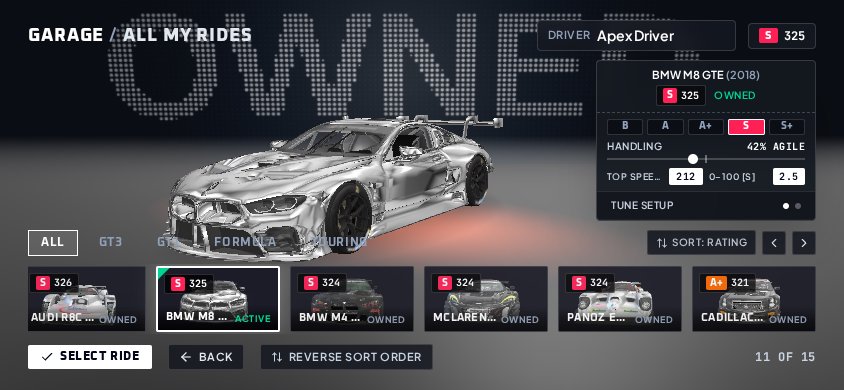 OWNED
GARAGE / ALL MY RIDES
DRIVER ApexDriver
S 325
BMW M8 GTE (2018)
S 325 OWNED
B A A+ S S+
HANDLING 42% AGILE
TOP SPEE... 212 0-100 [S] 2.5
TUNE SETUP
ALL GT3 FORMULA TOURING
SORT: RATING
S 326
AUDI R8C ... OWNED
S 325
BMW M8 ... ACTIVE
S 324
BMW M4 ... OWNED
S 324
MCLAREN... OWNED
S 324
PANOZ E... OWNED
A+ 321
CADILLAC... OWNED
SELECT RIDE
BACK
REVERSE SORT ORDER
11 OF 15